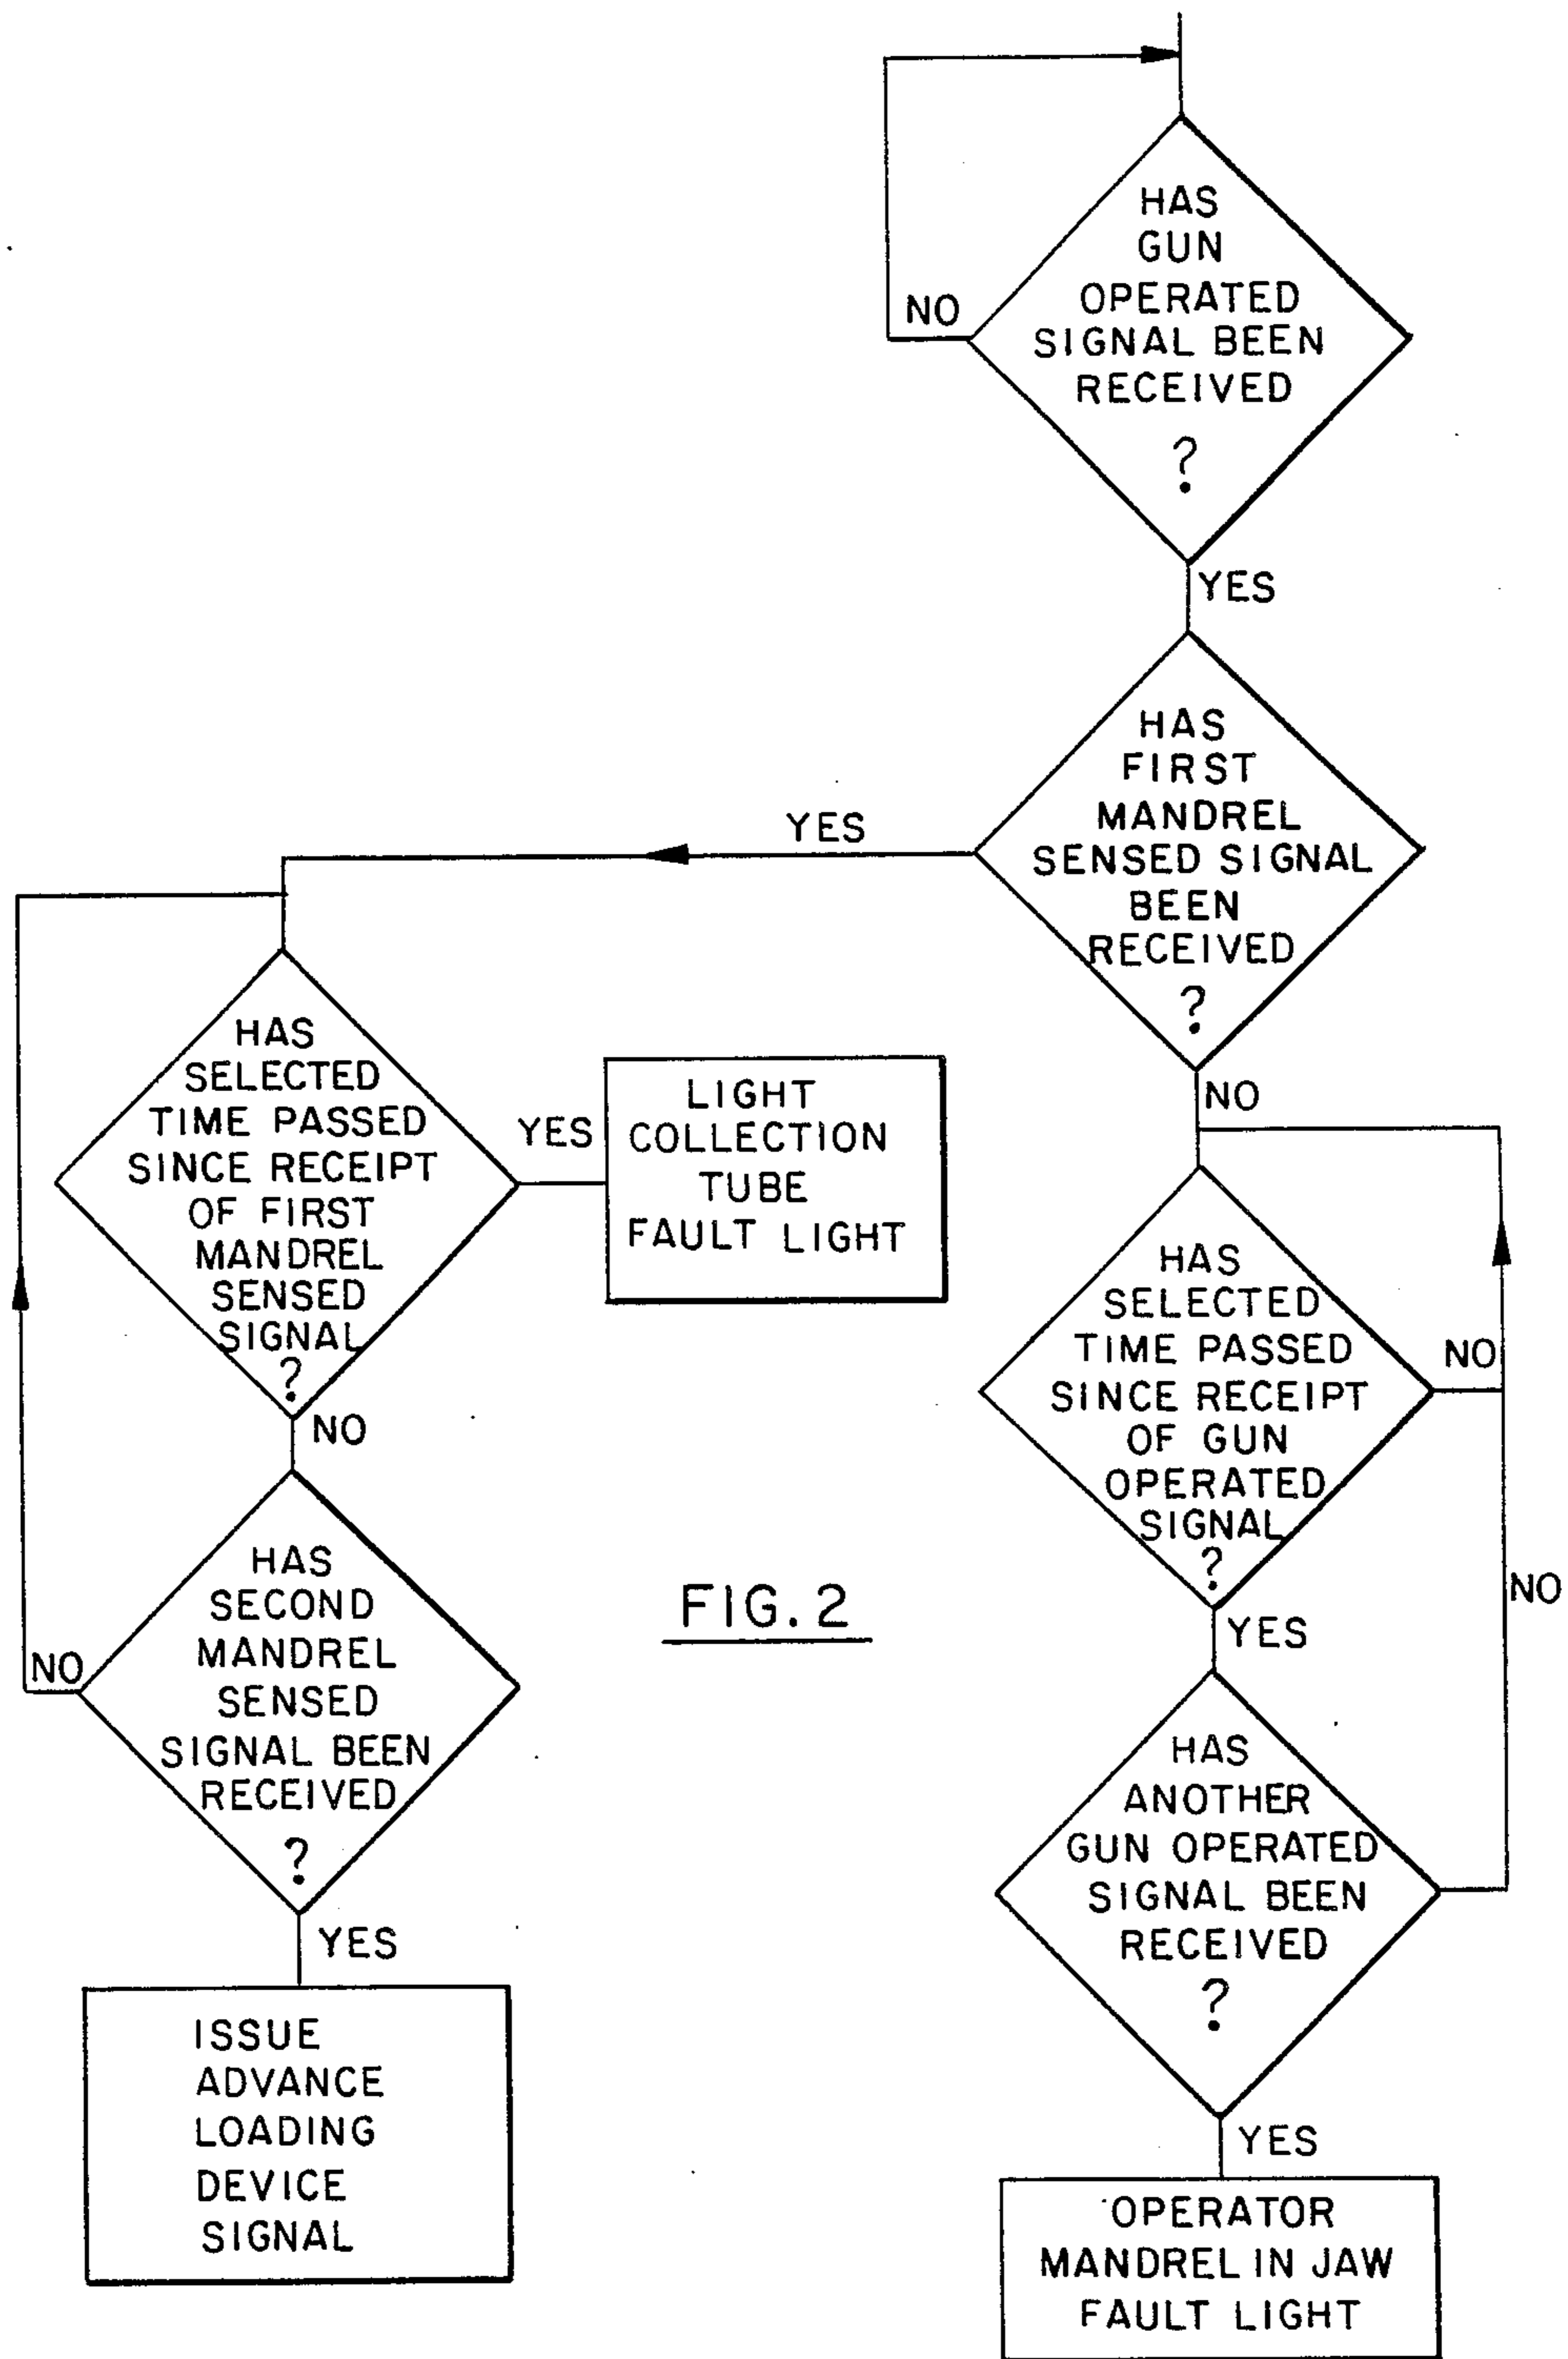 HAS
GUN
OPERATED
SIGNAL BEEN
RECEIVED
?
NO
YES
HAS
FIRST
MANDREL
SENSED SIGNAL
BEEN
RECEIVED
?
YES
NO
HAS
SELECTED
TIME PASSED
SINCE RECEIPT
OF FIRST
MANDREL
SENSED
SIGNAL
?
YES
LIGHT
COLLECTION
TUBE
FAULT LIGHT
NO
HAS
SECOND
MANDREL
SENSED
SIGNAL BEEN
RECEIVED
?
NO
YES
ISSUE
ADVANCE
LOADING
DEVICE
SIGNAL
FIG. 2
HAS
SELECTED
TIME PASSED
SINCE RECEIPT
OF GUN
OPERATED
SIGNAL
?
NO
YES
HAS
ANOTHER
GUN OPERATED
SIGNAL BEEN
RECEIVED
?
NO
YES
OPERATOR
MANDREL IN JAW
FAULT LIGHT